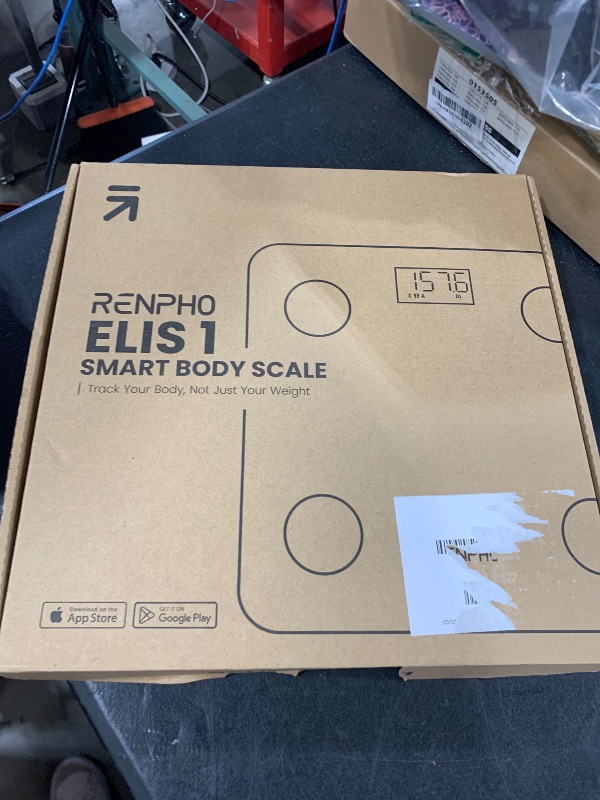 0153505
RENPHO
ELIS 1
SMART BODY SCALE
Track Your Body, Not Just Your Weight
157.6
lb
Download on the
App Store
GET IT ON
Google Play